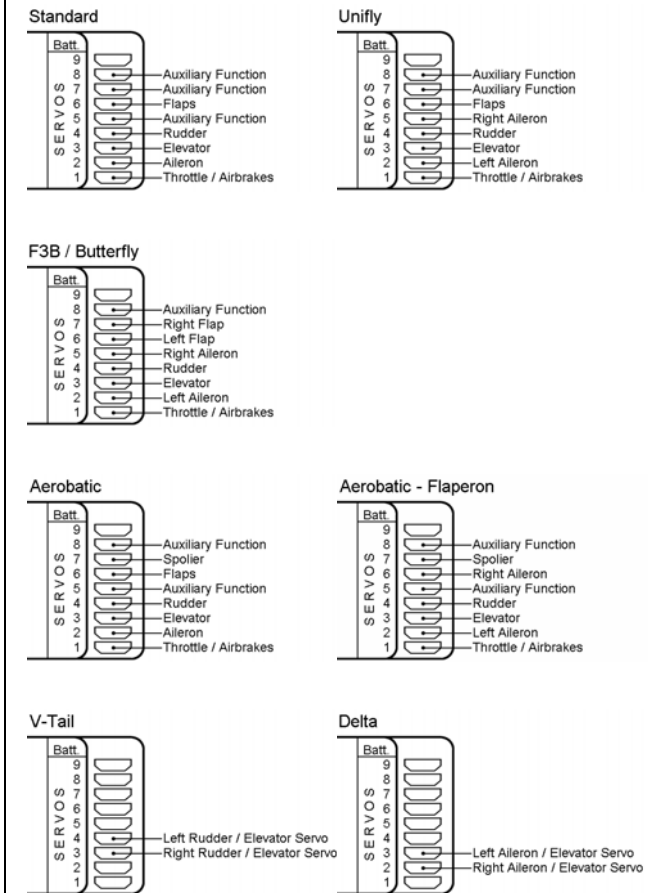 Standard
Batt.
9
8 Auxiliary Function
7 Auxiliary Function
6 Flaps
5 Auxiliary Function
4 Rudder
3 Elevator
2 Aileron
1 Throttle / Airbrakes
SERVOS
Unifly
Batt.
9
8 Auxiliary Function
7 Auxiliary Function
6 Flaps
5 Right Aileron
4 Rudder
3 Elevator
2 Left Aileron
1 Throttle / Airbrakes
SERVOS
F3B / Butterfly
Batt.
9
8 Auxiliary Function
7 Right Flap
6 Left Flap
5 Right Aileron
4 Rudder
3 Elevator
2 Left Aileron
1 Throttle / Airbrakes
SERVOS
Aerobatic
Batt.
9
8 Auxiliary Function
7 Spolier
6 Flaps
5 Auxiliary Function
4 Rudder
3 Elevator
2 Aileron
1 Throttle / Airbrakes
SERVOS
Aerobatic - Flaperon
Batt.
9
8 Auxiliary Function
7 Spolier
6 Right Aileron
5 Auxiliary Function
4 Rudder
3 Elevator
2 Left Aileron
1 Throttle / Airbrakes
SERVOS
V-Tail
Batt.
9
8
7
6
5
4 Left Rudder / Elevator Servo
3 Right Rudder / Elevator Servo
2
1
SERVOS
Delta
Batt.
9
8
7
6
5
4
3 Left Aileron / Elevator Servo
2 Right Aileron / Elevator Servo
1
SERVOS